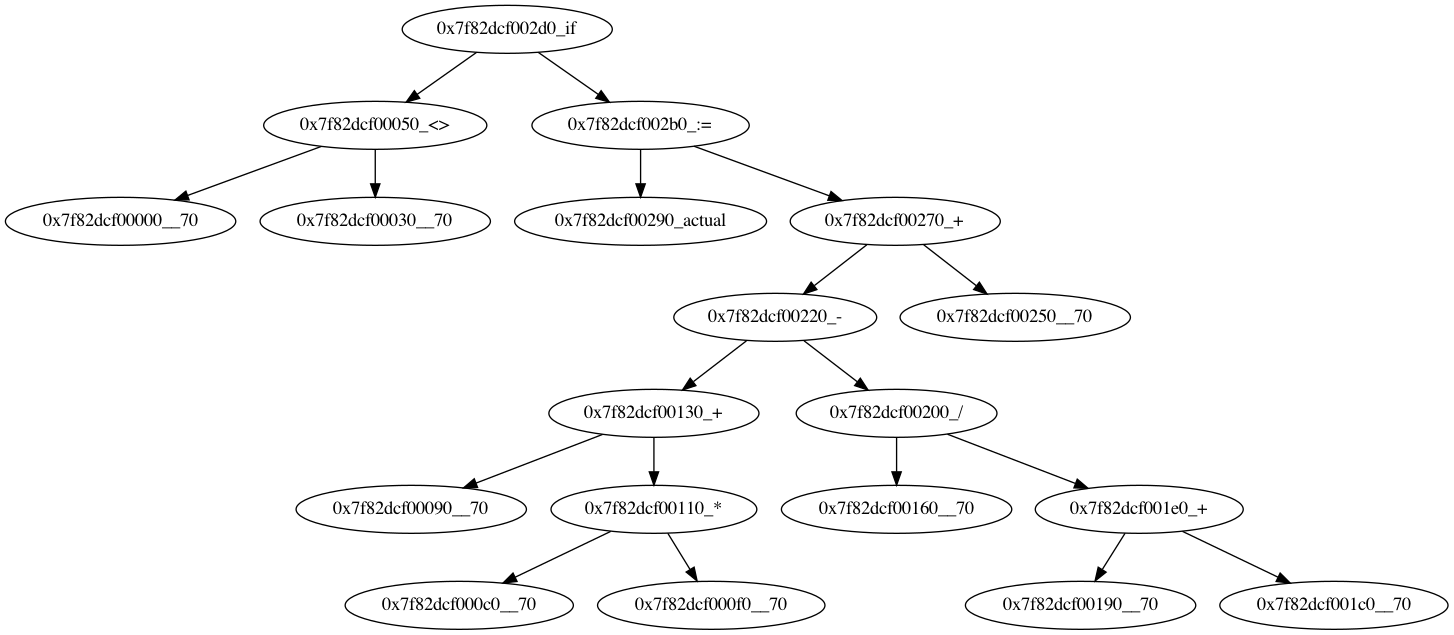 0x7f82dcf002d0_if
0x7f82dcf00050_<>
0x7f82dcf002b0_:=
0x7f82dcf00000__70
0x7f82dcf00030__70
0x7f82dcf00290_actual
0x7f82dcf00270_+
0x7f82dcf00220_-
0x7f82dcf00250__70
0x7f82dcf00130_+
0x7f82dcf00200_/
0x7f82dcf00090__70
0x7f82dcf00110_*
0x7f82dcf00160__70
0x7f82dcf001e0_+
0x7f82dcf000c0__70
0x7f82dcf000f0__70
0x7f82dcf00190__70
0x7f82dcf001c0__70